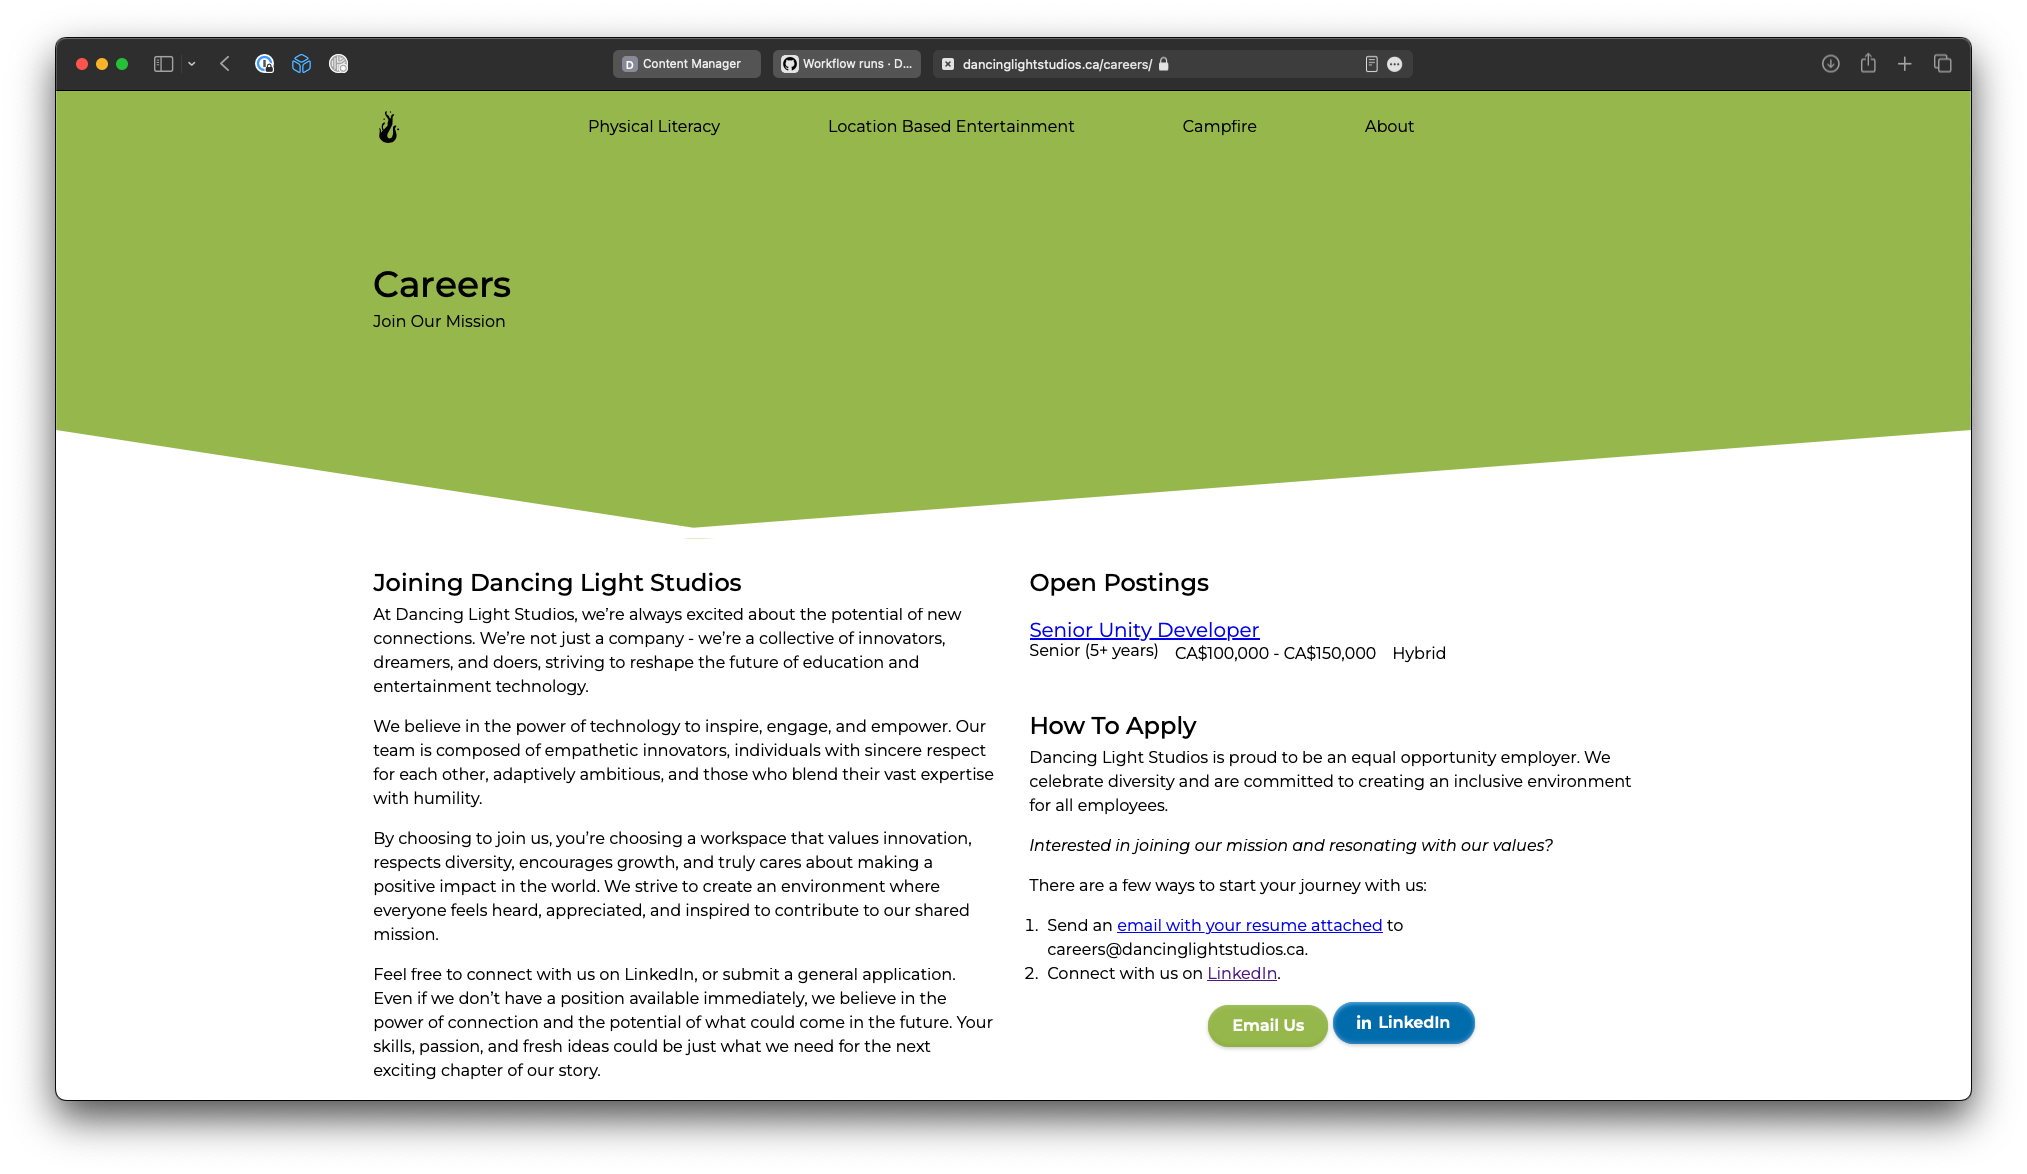 D Content Manager
Workflow runs · D...
dancinglightstudios.ca/careers/
Physical Literacy
Location Based Entertainment
Campfire
About
Careers
Join Our Mission
Joining Dancing Light Studios
At Dancing Light Studios, we’re always excited about the potential of new
connections. We’re not just a company - we’re a collective of innovators,
dreamers, and doers, striving to reshape the future of education and
entertainment technology.
We believe in the power of technology to inspire, engage, and empower. Our
team is composed of empathetic innovators, individuals with sincere respect
for each other, adaptively ambitious, and those who blend their vast expertise
with humility.
By choosing to join us, you’re choosing a workspace that values innovation,
respects diversity, encourages growth, and truly cares about making a
positive impact in the world. We strive to create an environment where
everyone feels heard, appreciated, and inspired to contribute to our shared
mission.
Feel free to connect with us on LinkedIn, or submit a general application.
Even if we don’t have a position available immediately, we believe in the
power of connection and the potential of what could come in the future. Your
skills, passion, and fresh ideas could be just what we need for the next
exciting chapter of our story.
Open Postings
Senior Unity Developer
Senior (5+ years) CA$100,000 - CA$150,000 Hybrid
How To Apply
Dancing Light Studios is proud to be an equal opportunity employer. We
celebrate diversity and are committed to creating an inclusive environment
for all employees.
Interested in joining our mission and resonating with our values?
There are a few ways to start your journey with us:
1. Send an email with your resume attached to
careers@dancinglightstudios.ca.
2. Connect with us on LinkedIn.
Email Us
in LinkedIn